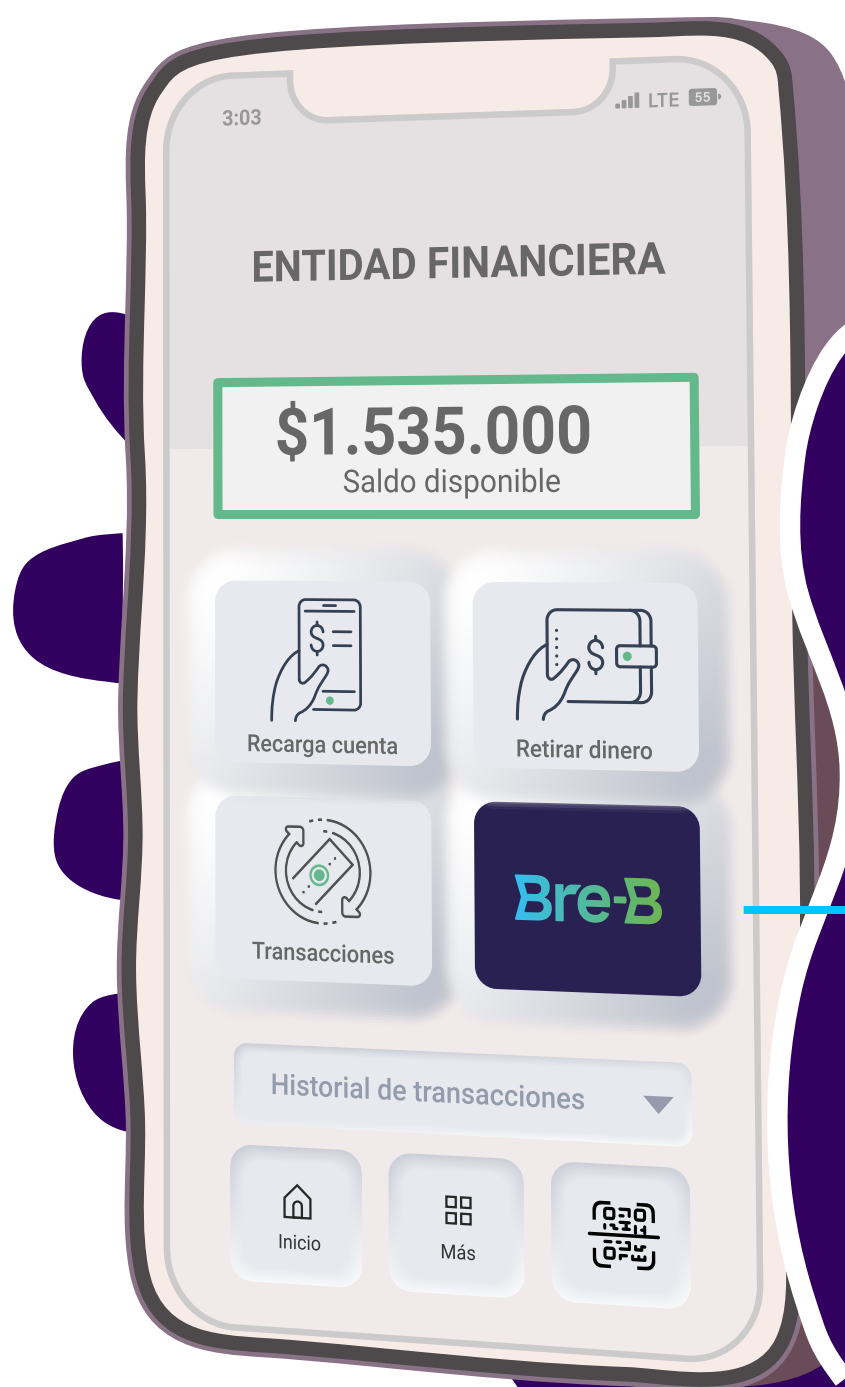 3:03
LTE 55
ENTIDAD FINANCIERA
$1.535.000
Saldo disponible
Recarga cuenta
Retirar dinero
Transacciones
Bre-B
Historial de transacciones
Inicio
Más